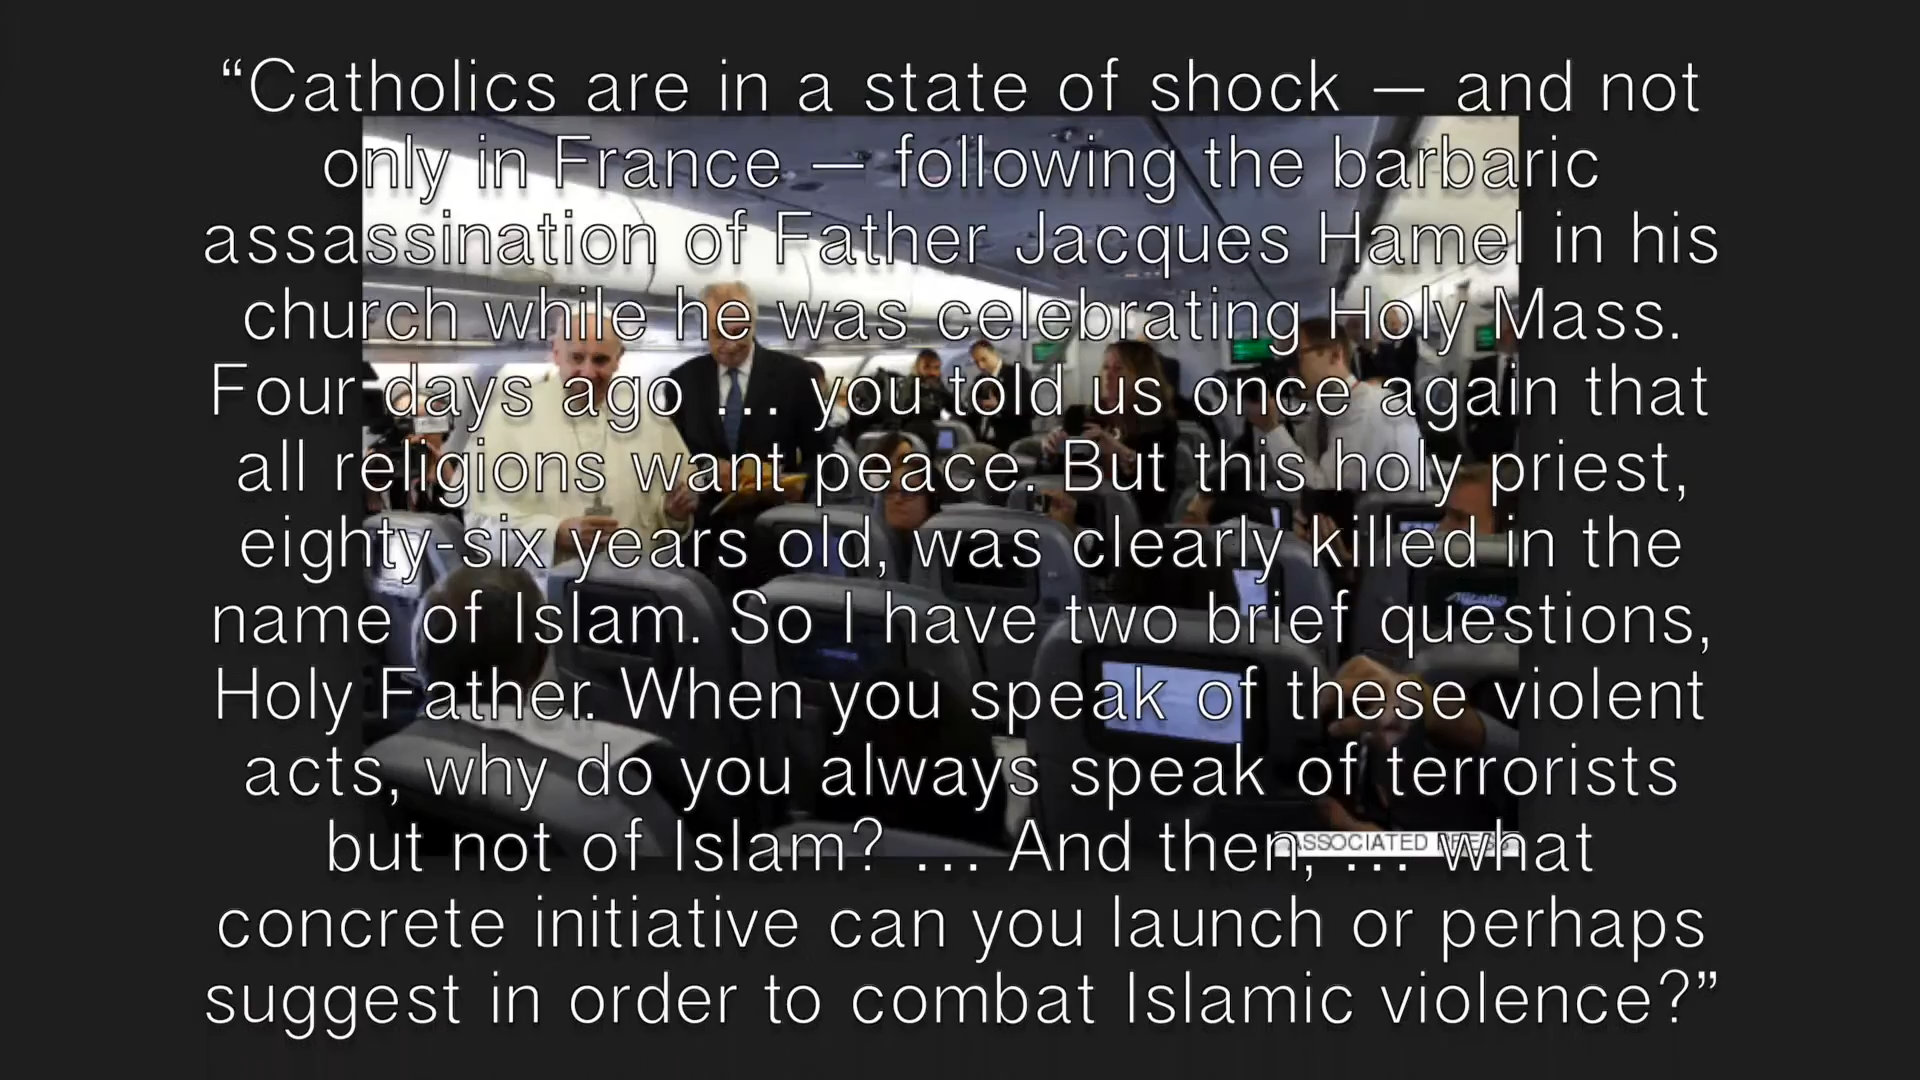 “Catholics are in a state of shock — and not
only in France — following the barbaric
assassination of Father Jacques Hamel in his
church while he was celebrating Holy Mass.
Four days ago ... you told us once again that
all religions want peace. But this holy priest,
eighty-six years old, was clearly killed in the
name of Islam. So I have two brief questions,
Holy Father. When you speak of these violent
acts, why do you always speak of terrorists
but not of Islam? ... And then, ... what
concrete initiative can you launch or perhaps
suggest in order to combat Islamic violence?”
ASSOCIATED PRESS